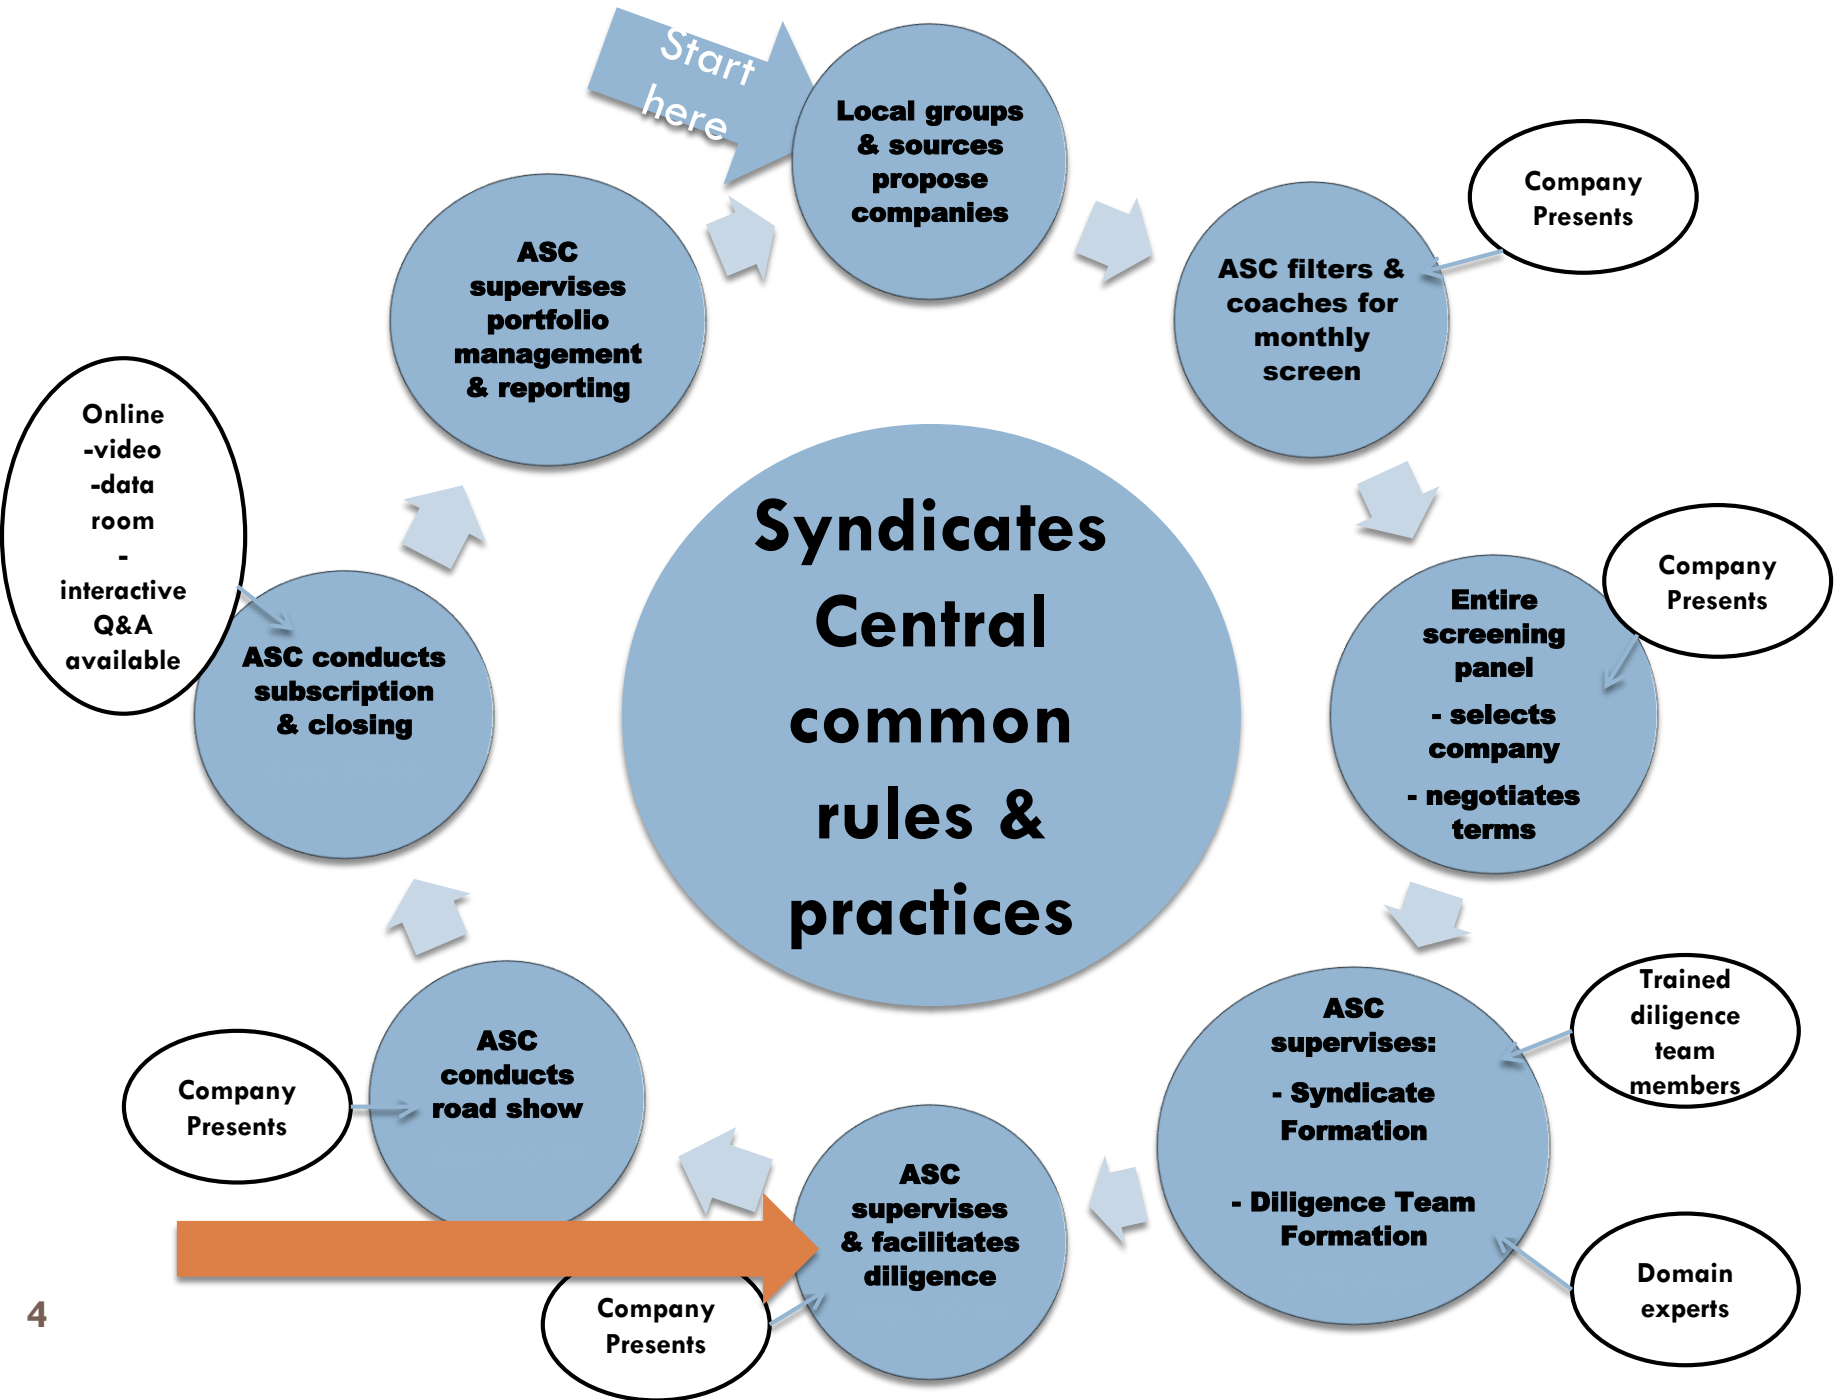 Start
here
Local groups
& sources
propose
companies
Company
Presents
ASC filters &
coaches for
monthly
screen
Company
Presents
Entire
screening
panel
- selects
company
- negotiates
terms
Trained
diligence
team
members
ASC
supervises:
- Syndicate
Formation
- Diligence Team
Formation
Domain
experts
ASC
supervises
& facilitates
diligence
Company
Presents
ASC
conducts
road show
Company
Presents
ASC conducts
subscription
& closing
Online
-video
-data
room
-
interactive
Q&A
available
ASC
supervises
portfolio
management
& reporting
Syndicates
Central
common
rules &
practices
4